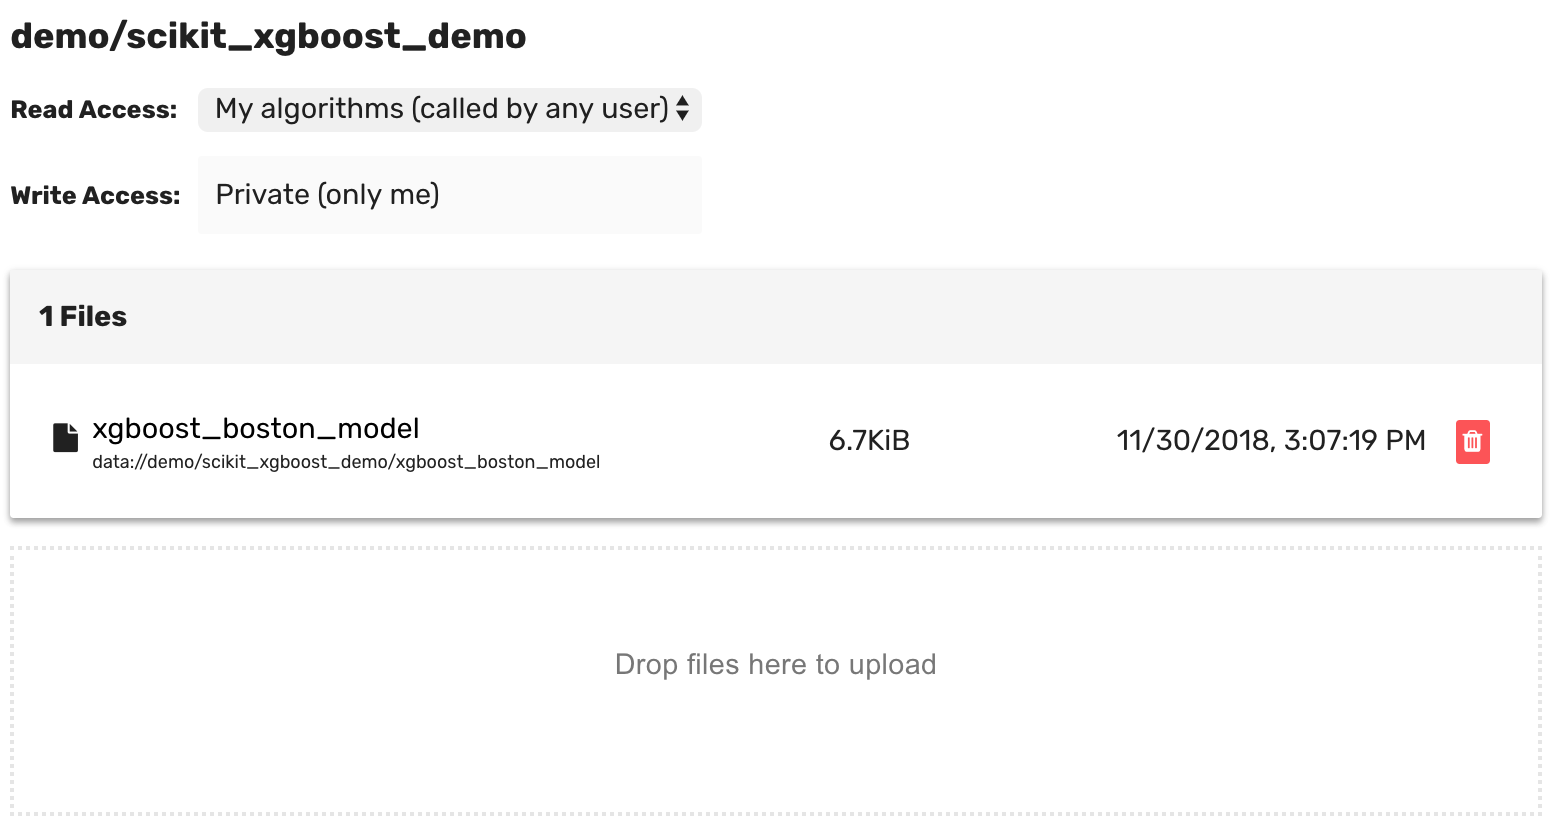 demo/scikit_xgboost_demo
Read Access: My algorithms (called by any user)
Write Access: Private (only me)
1 Files
xgboost_boston_model 6.7KiB 11/30/2018, 3:07:19 PM
data://demo/scikit_xgboost_demo/xgboost_boston_model
Drop files here to upload